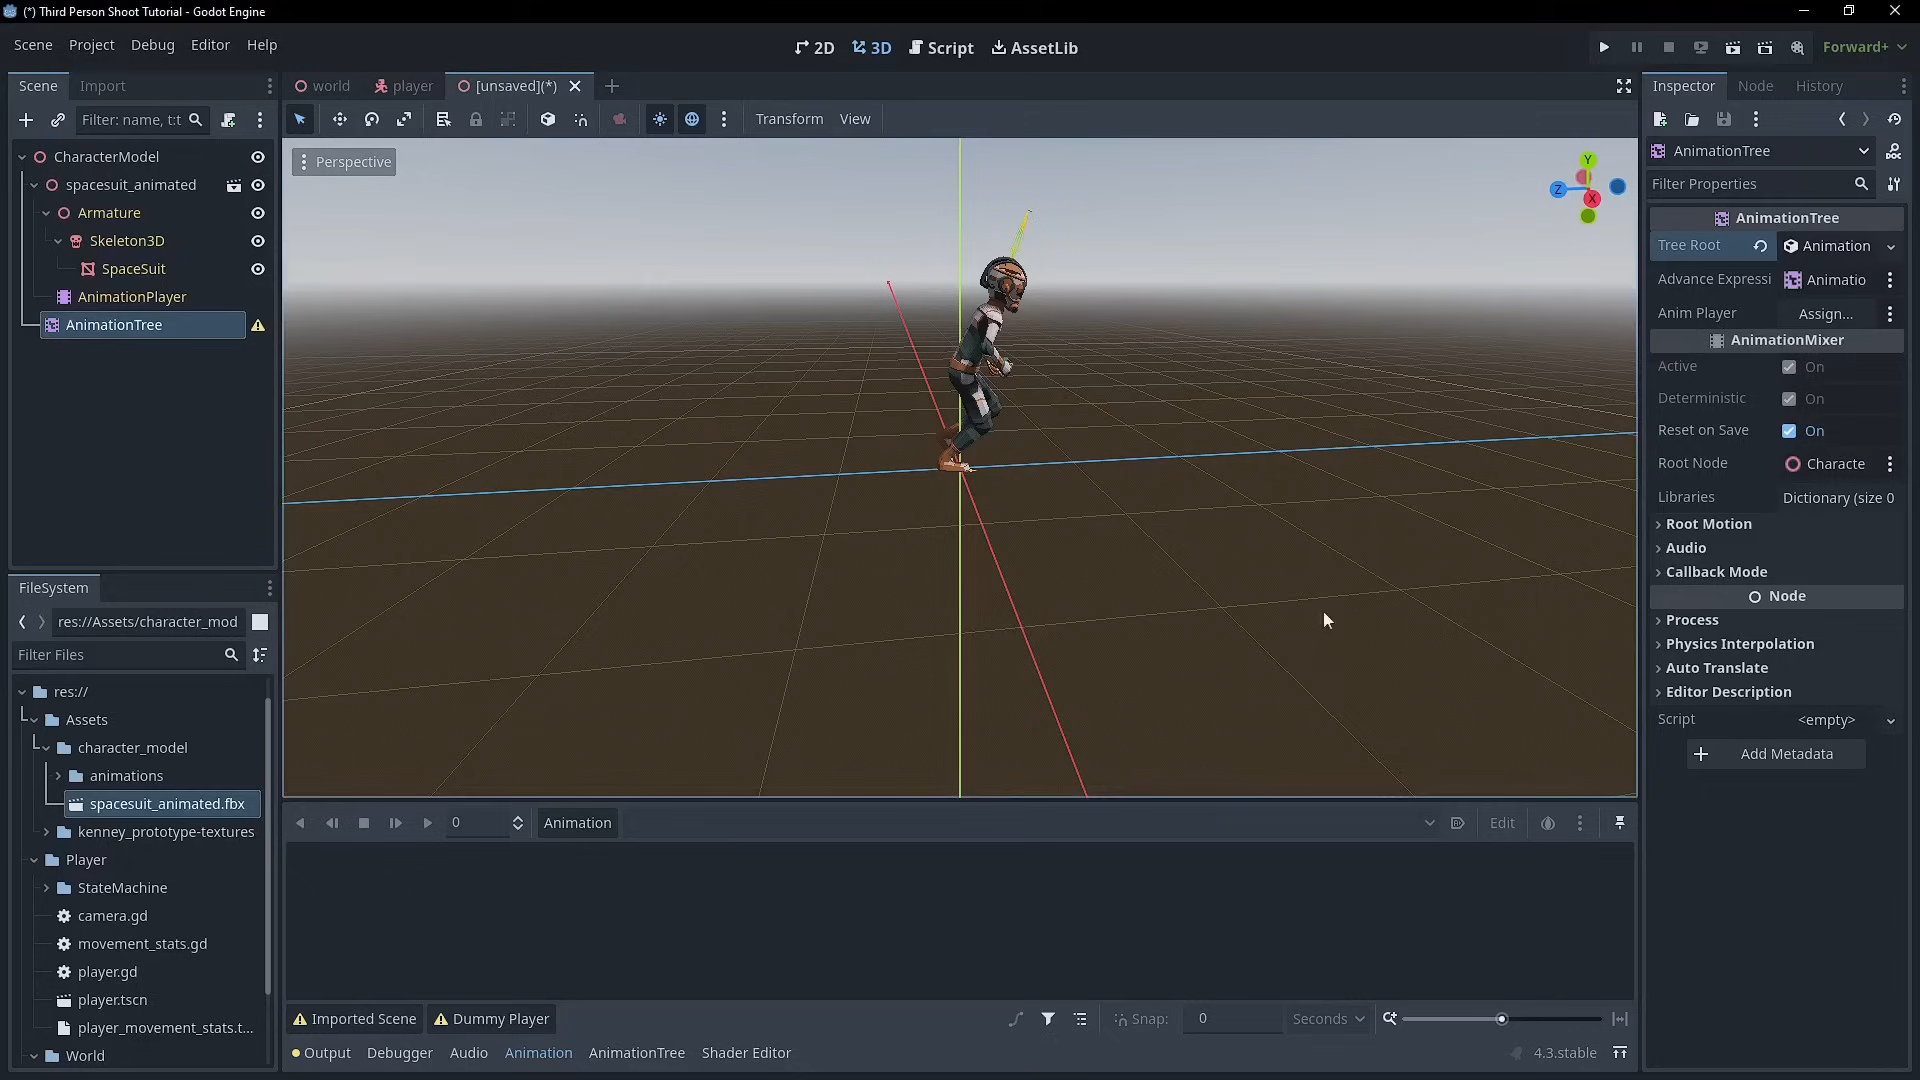 (*) Third Person Shoot Tutorial - Godot Engine
Scene Project Debug Editor Help
2D 3D Script AssetLib
Forward+
Scene Import
world player [unsaved](*)
Inspector Node History
Filter: name, t:t
Transform View
CharacterModel
spacesuit_animated
Armature
Skeleton3D
SpaceSuit
AnimationPlayer
AnimationTree
Perspective
Y
Z
X
AnimationTree
Filter Properties
AnimationTree
Tree Root Animation
Advance Expressi Animatio
Anim Player Assign...
AnimationMixer
Active On
Deterministic On
Reset on Save On
Root Node Characte
Libraries Dictionary (size 0
Root Motion
Audio
Callback Mode
Node
Process
Physics Interpolation
Auto Translate
Editor Description
Script <empty>
Add Metadata
FileSystem
res://Assets/character_mod
Filter Files
res://
Assets
character_model
animations
spacesuit_animated.fbx
kenney_prototype-textures
Player
StateMachine
camera.gd
movement_stats.gd
player.gd
player.tscn
player_movement_stats.t...
World
0 Animation Edit
Imported Scene Dummy Player
Snap: 0 Seconds
Output Debugger Audio Animation AnimationTree Shader Editor
4.3.stable